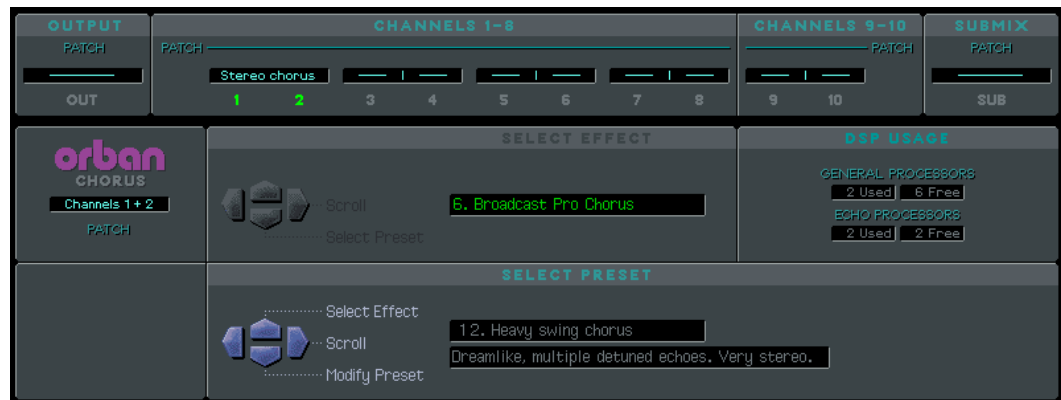 OUTPUT
CHANNELS 1-8
CHANNELS 9-10
SUBMIX
PATCH
PATCH
PATCH
PATCH
Stereo chorus
OUT
1 2 3 4 5 6 7 8
9 10
SUB
orban
CHORUS
Channels 1 + 2
PATCH
SELECT EFFECT
Scroll
Select Preset
6. Broadcast Pro Chorus
DSP USAGE
GENERAL PROCESSORS
2 Used 6 Free
ECHO PROCESSORS
2 Used 2 Free
SELECT PRESET
Select Effect
Scroll
Modify Preset
12. Heavy swing chorus
Dreamlike, multiple detuned echoes. Very stereo.